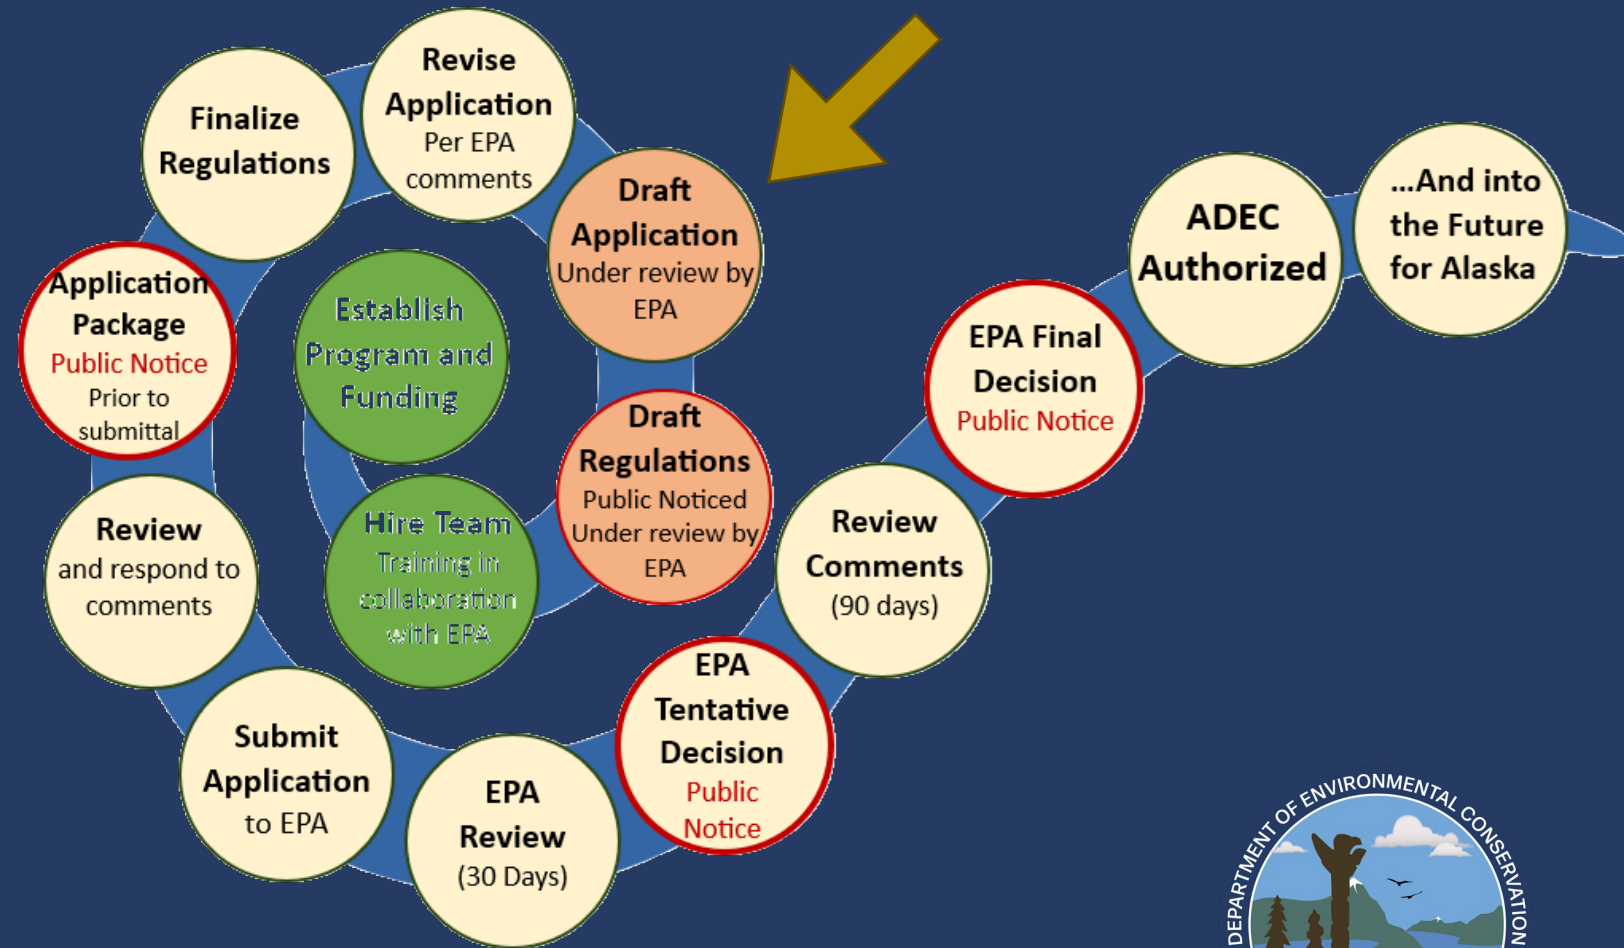 Establish
Program and
Funding
Hire Team
Training in
collaboration
with EPA
Draft
Regulations
Public Noticed
Under review by
EPA
Draft
Application
Under review by
EPA
Revise
Application
Per EPA
comments
Finalize
Regulations
Application
Package
Public Notice
Prior to
submittal
Review
and respond to
comments
Submit
Application
to EPA
EPA
Review
(30 Days)
EPA
Tentative
Decision
Public
Notice
Review
Comments
(90 days)
EPA Final
Decision
Public Notice
ADEC
Authorized
...And into
the Future
for Alaska
DEPARTMENT OF ENVIRONMENTAL CONSERVATION